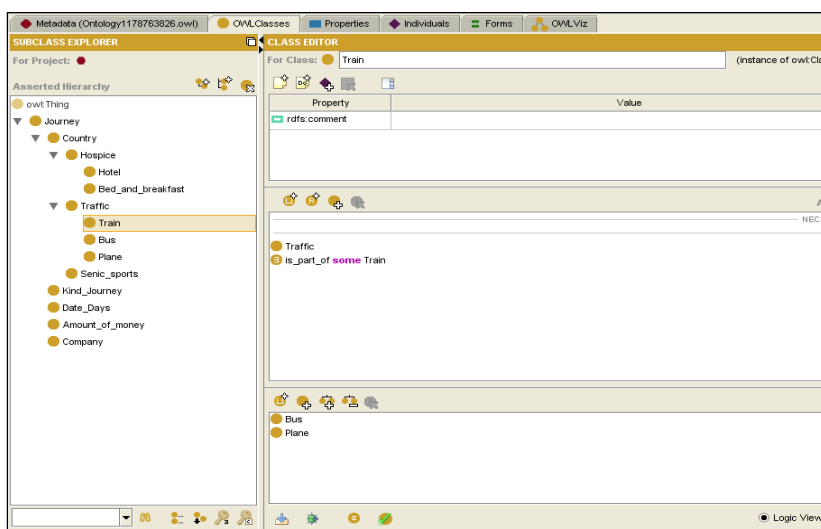 Metadata (Ontology1178763826.owl) OWLClasses Properties Individuals Forms OWLViz
SUBCLASS EXPLORER
For Project:
Asserted Hierarchy
owl:Thing
Journey
Country
Hospice
Hotel
Bed_and_breakfast
Traffic
Train
Bus
Plane
Senic_sports
Kind_Journey
Date_Days
Amount_of_money
Company
CLASS EDITOR
For Class: Train (instance of owl:Cla
Property Value
rdfs:comment
NEC
Traffic
is_part_of some Train
Bus
Plane
Logic View